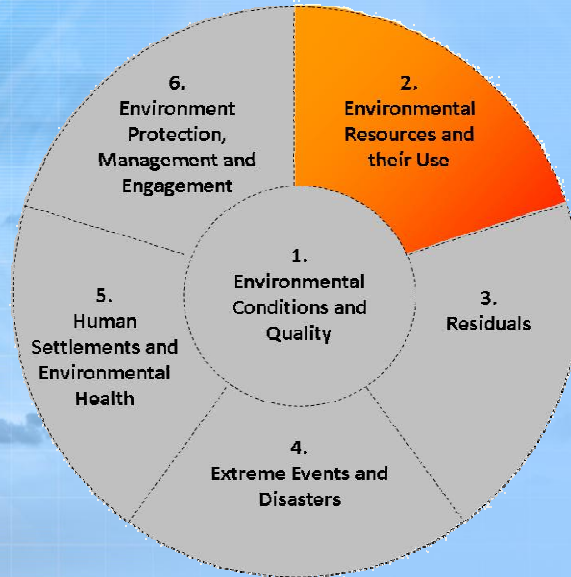 1.
Environmental
Conditions and
Quality
2.
Environmental
Resources and
their Use
3.
Residuals
4.
Extreme Events and
Disasters
5.
Human
Settlements and
Environmental
Health
6.
Environment
Protection,
Management and
Engagement